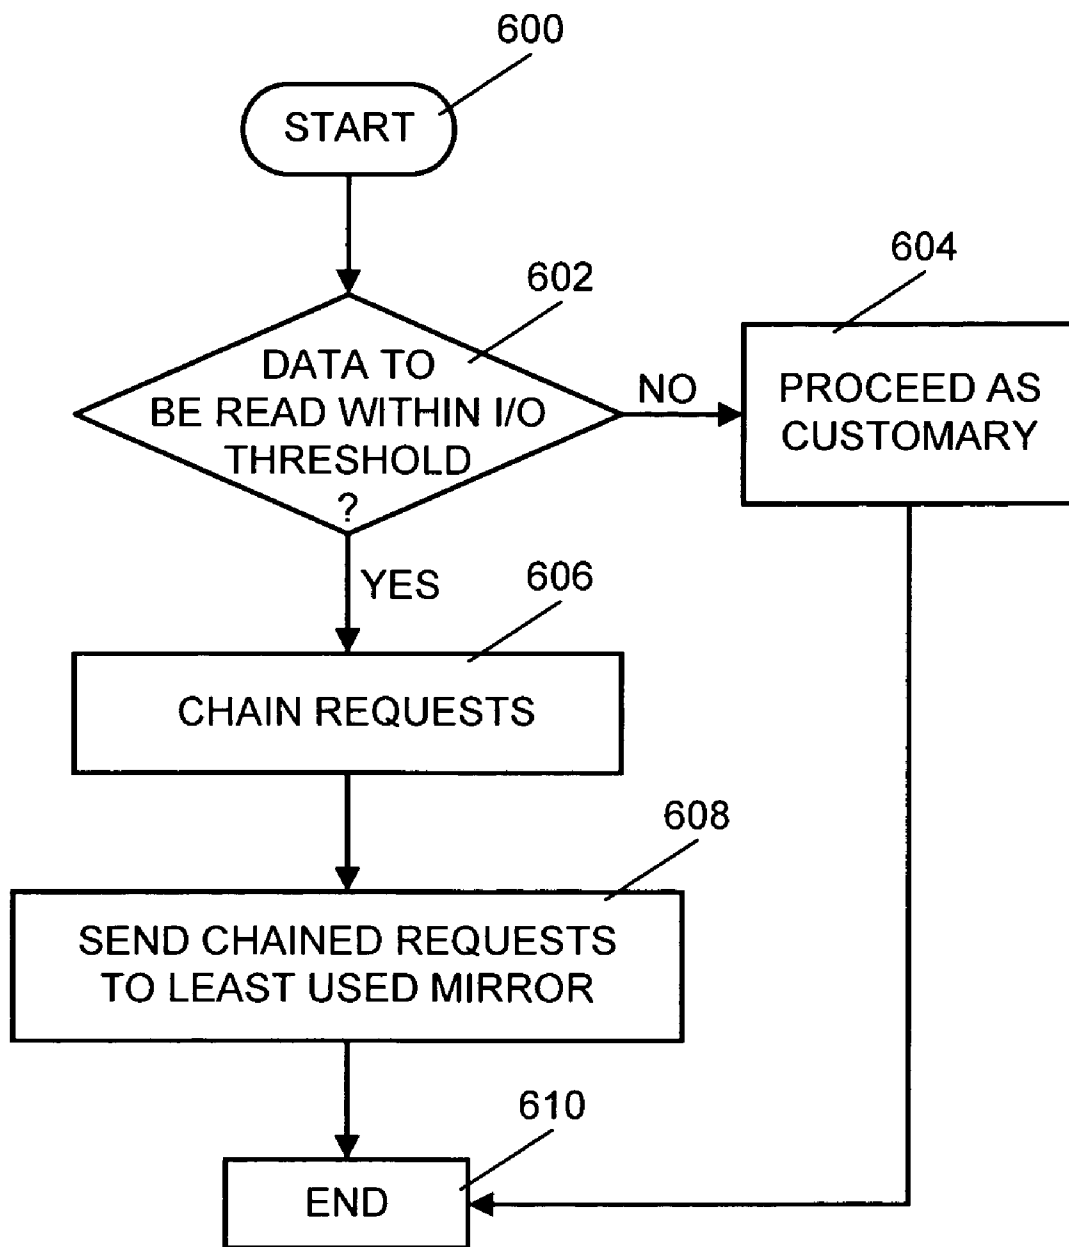 600
START
602
604
DATA TO
BE READ WITHIN I/O
THRESHOLD
?
NO
PROCEED AS
CUSTOMARY
YES
606
CHAIN REQUESTS
608
SEND CHAINED REQUESTS
TO LEAST USED MIRROR
610
END